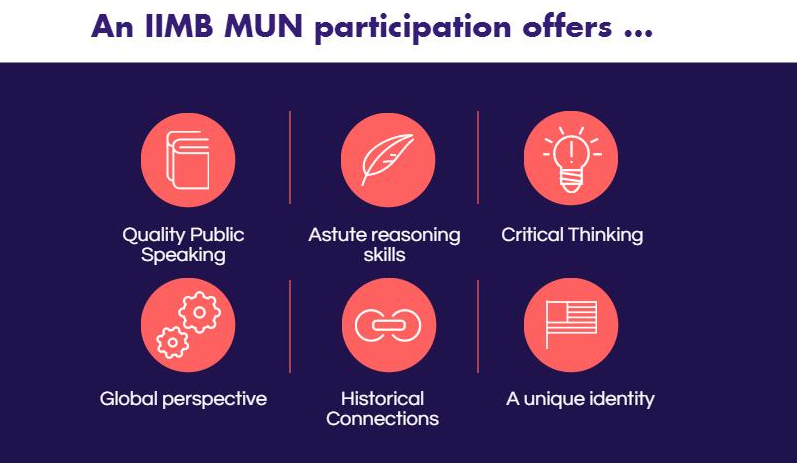 An IIMB MUN participation offers ...
Quality Public
Speaking
Astute reasoning
skills
Critical Thinking
Global perspective
Historical
Connections
A unique identity